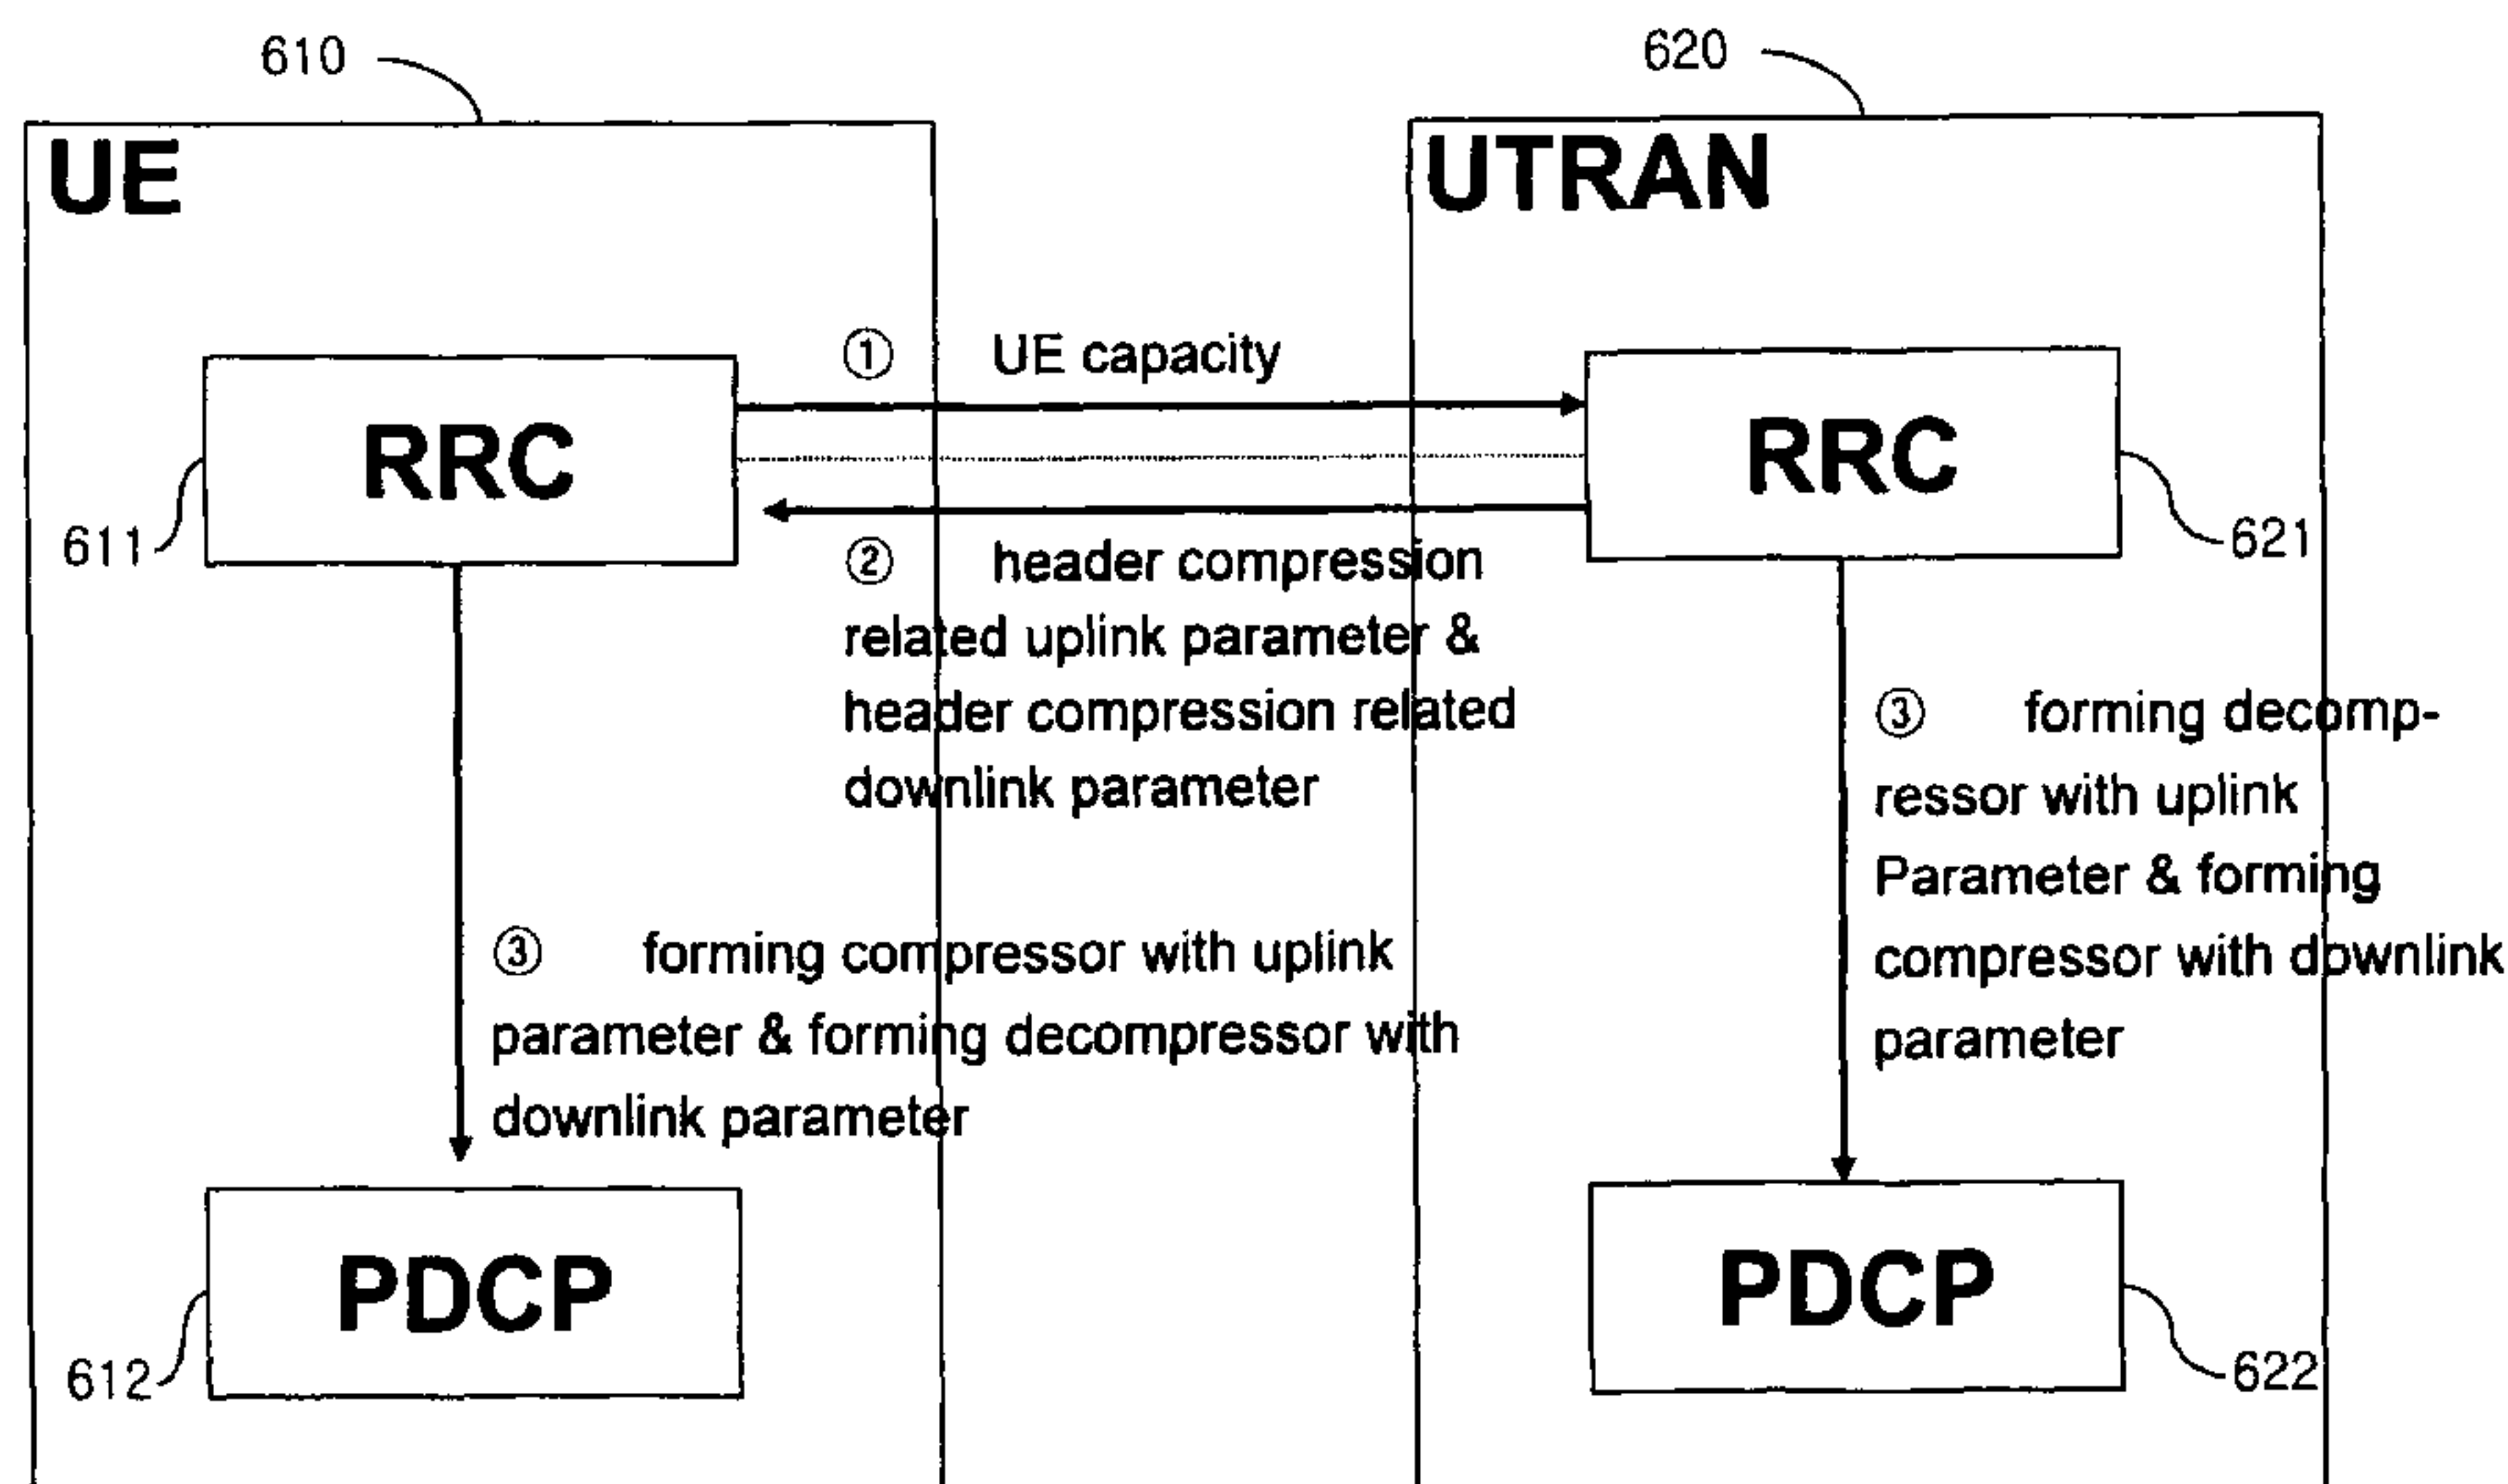 610
620
UE
UTRAN
① UE capacity
RRC
RRC
611
621
② header compression
related uplink parameter &
header compression related
downlink parameter
③ forming decomp-
ressor with uplink
Parameter & forming
compressor with downlink
parameter
③ forming compressor with uplink
parameter & forming decompressor with
downlink parameter
PDCP
PDCP
612
622